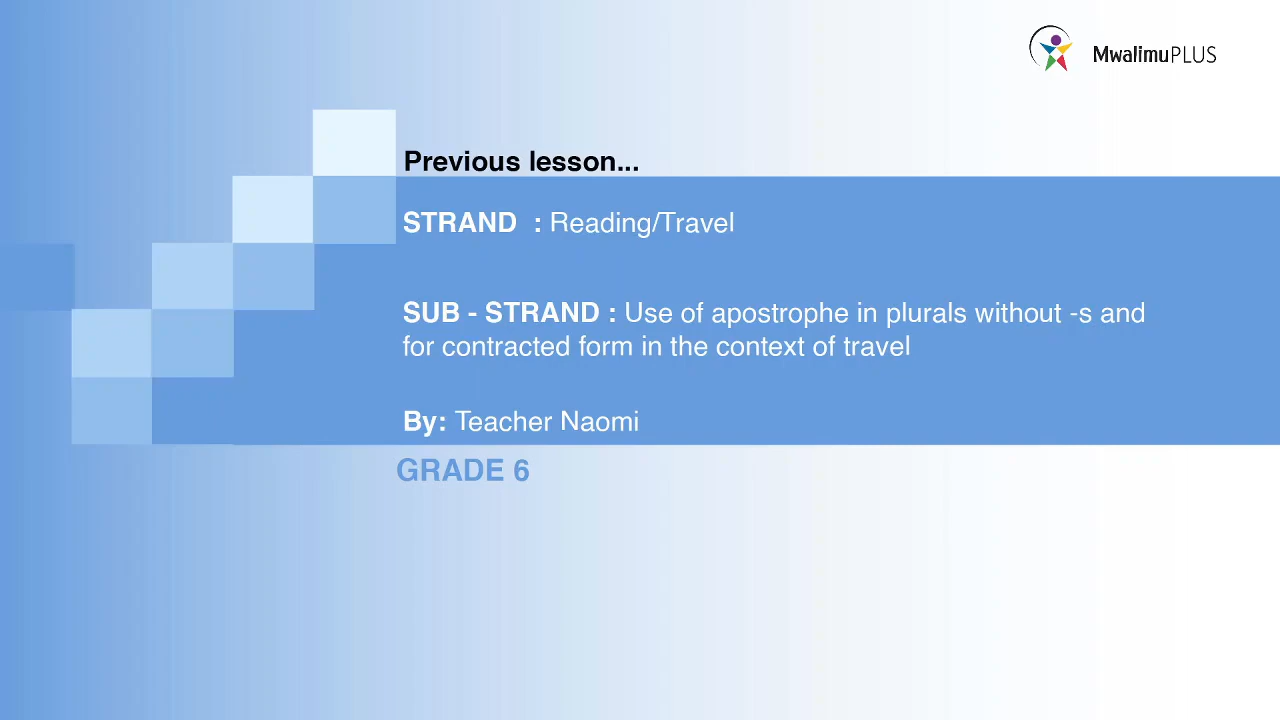 MwalimuPLUS
Previous lesson...
STRAND : Reading/Travel
SUB - STRAND : Use of apostrophe in plurals without -s and
for contracted form in the context of travel
By: Teacher Naomi
GRADE 6